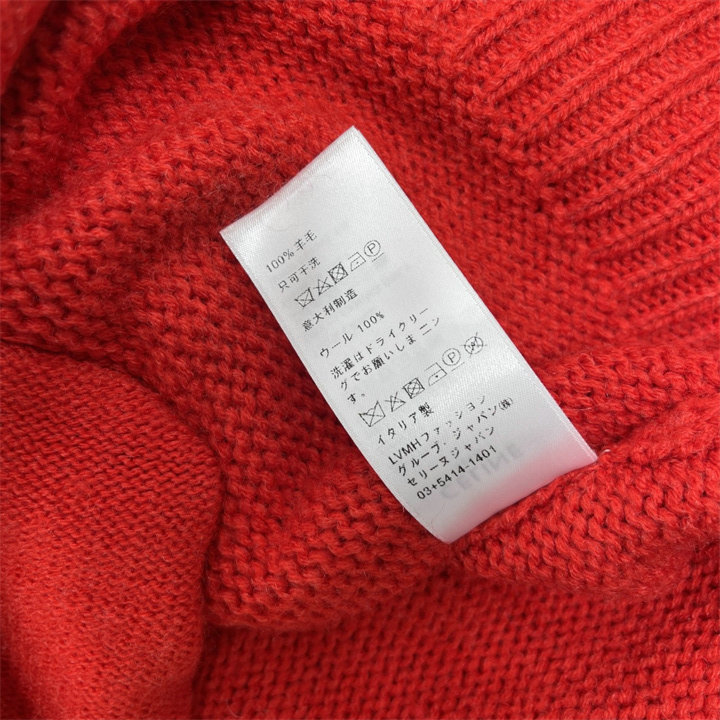 100%羊毛
只可干洗
P
意大利制造
ウール 100%
洗濯はドライクリー
グでお願いしま ニン
す。
P
イタリア製
LVMHファッション
グループ・ジャパン(株)
セリーヌジャパン
03+5414-1401
CELINE